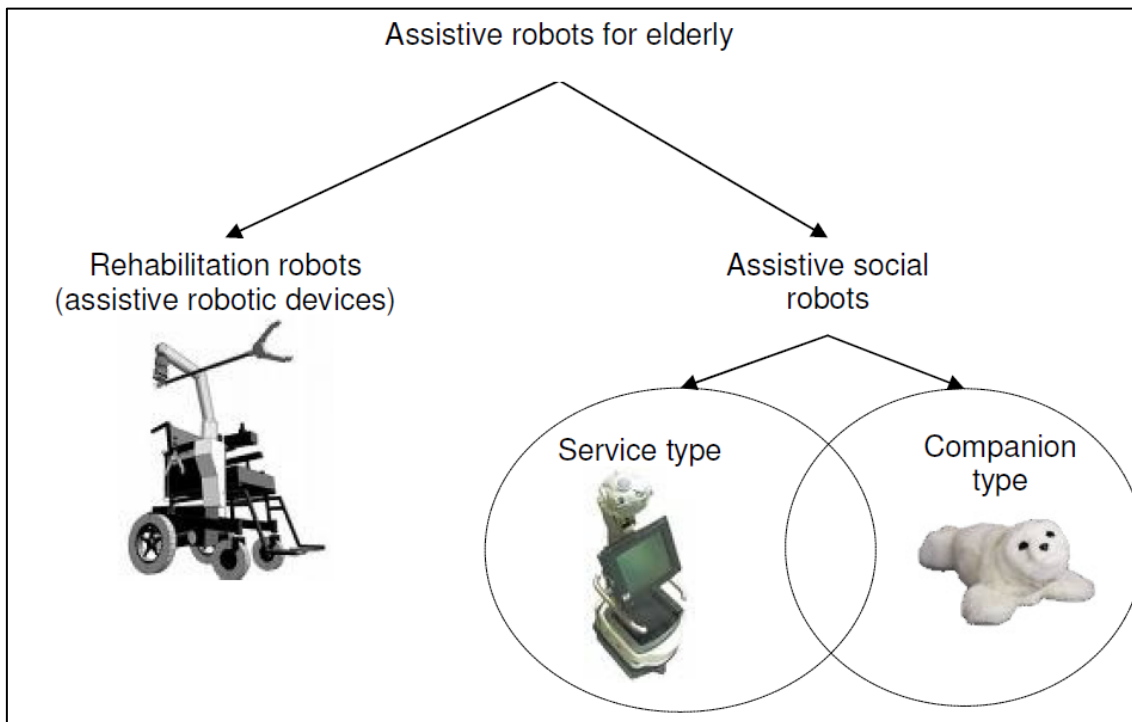 Assistive robots for elderly
Rehabilitation robots
(assistive robotic devices)
Assistive social
robots
Service type
Companion
type